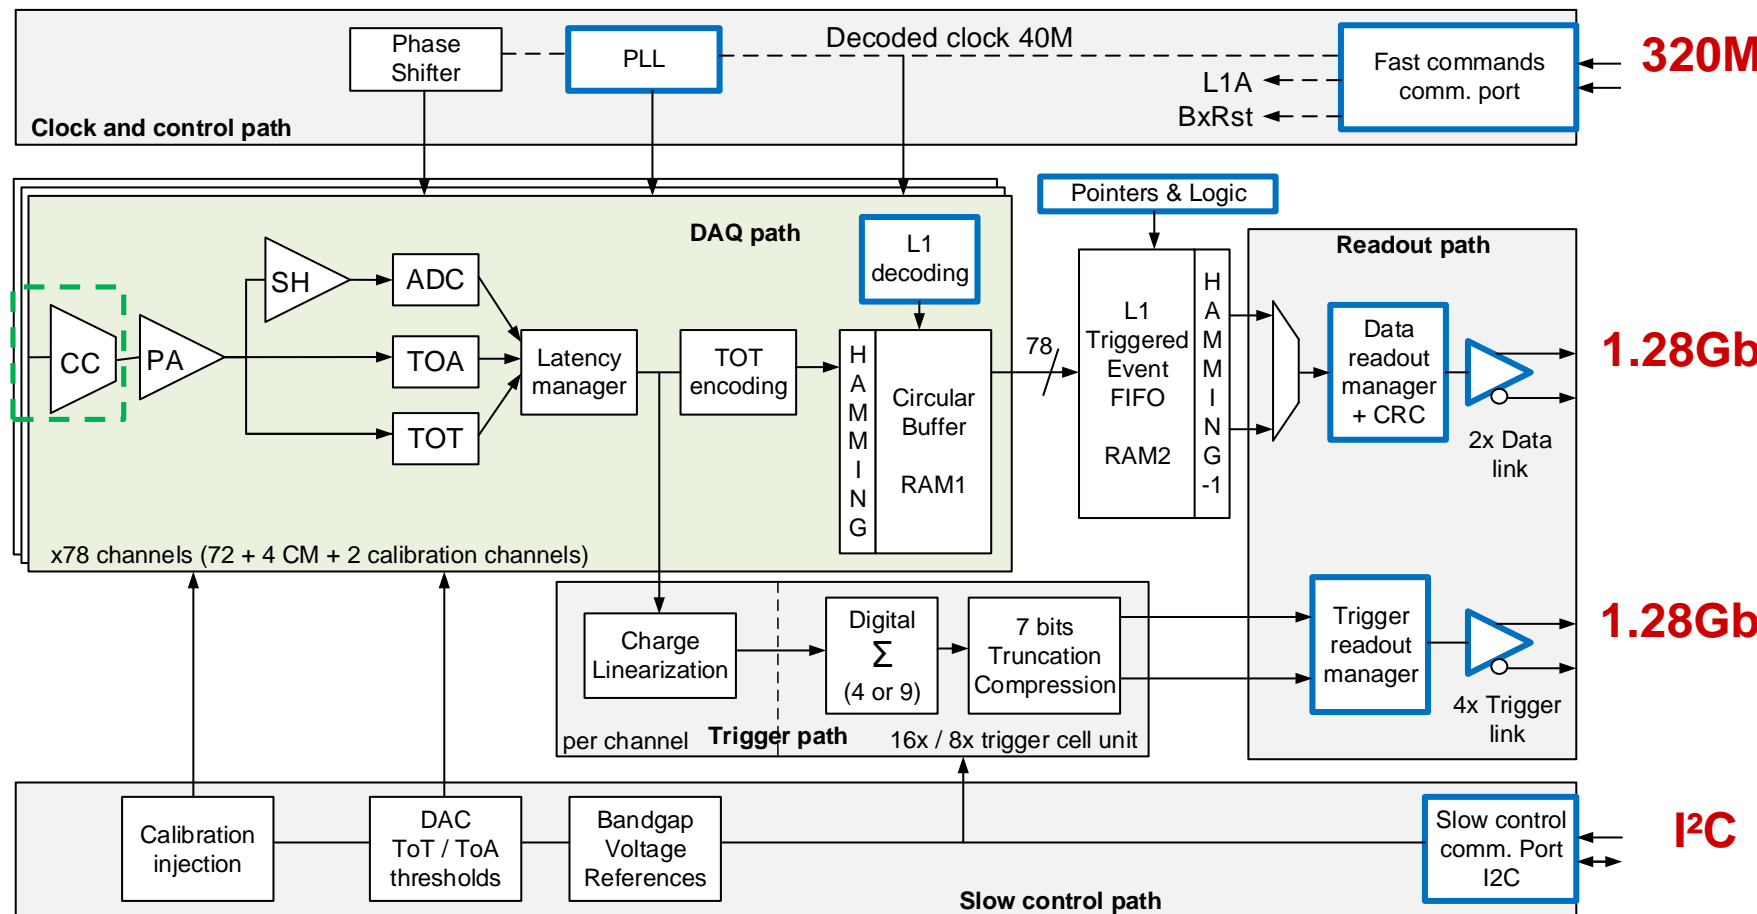 Phase
Shifter
PLL
Decoded clock 40M
L1A
BxRst
Fast commands
comm. port
320M
Clock and control path
DAQ path
L1
decoding
Pointers & Logic
Readout path
CC
PA
SH
ADC
TOA
TOT
Latency
manager
TOT
encoding
HAMMING
Circular
Buffer
RAM1
78
L1
Triggered
Event
FIFO
RAM2
HAMMING-1
Data
readout
manager
+ CRC
2x Data
link
1.28Gb
x78 channels (72 + 4 CM + 2 calibration channels)
Charge
Linearization
Digital
Σ
(4 or 9)
7 bits
Truncation
Compression
per channel
Trigger path
16x / 8x trigger cell unit
Trigger
readout
manager
4x Trigger
link
1.28Gb
Calibration
injection
DAC
ToT / ToA
thresholds
Bandgap
Voltage
References
Slow control
comm. Port
I2C
I²C
Slow control path